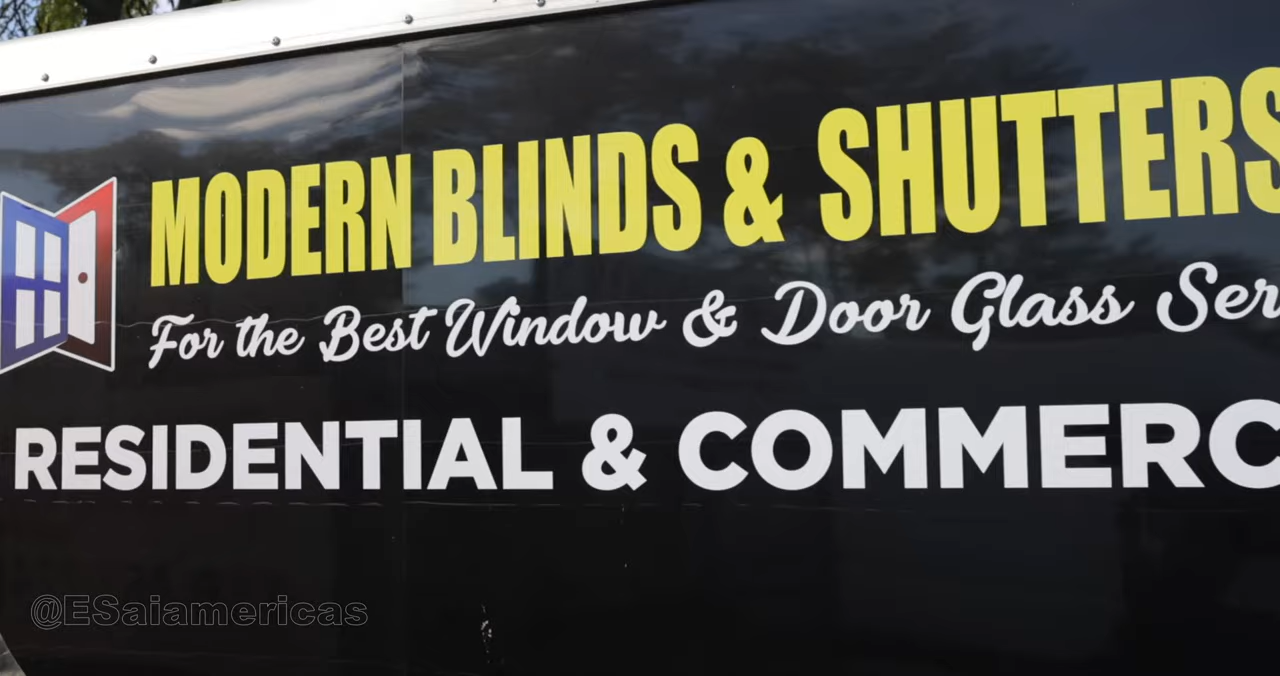 MODERN BLINDS & SHUTTERS
For the Best Window & Door Glass Ser
RESIDENTIAL & COMMERC
@ESaiamericas